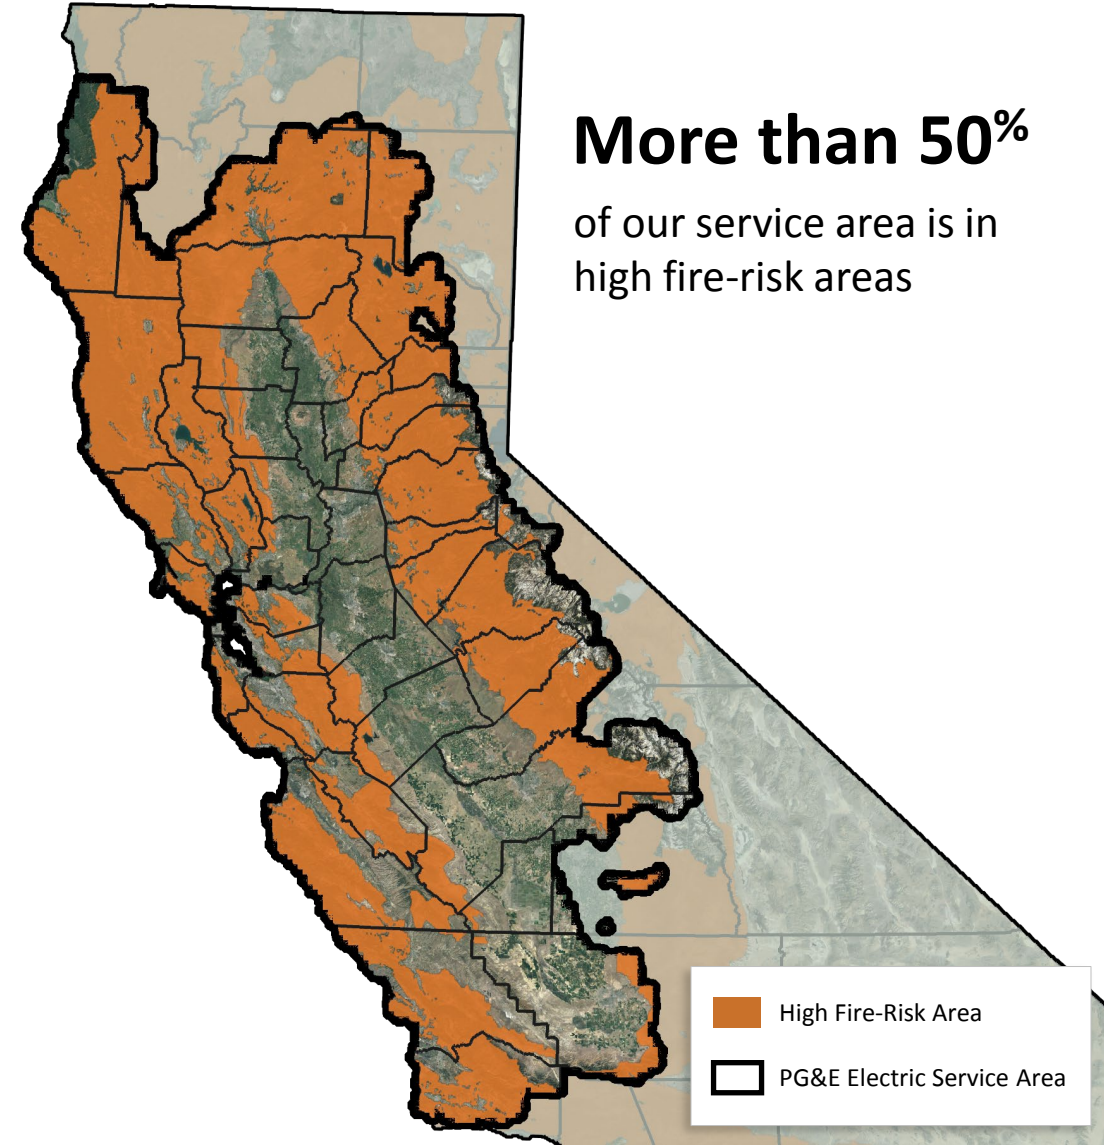 More than 50%
of our service area is in
high fire-risk areas
High Fire-Risk Area
PG&E Electric Service Area